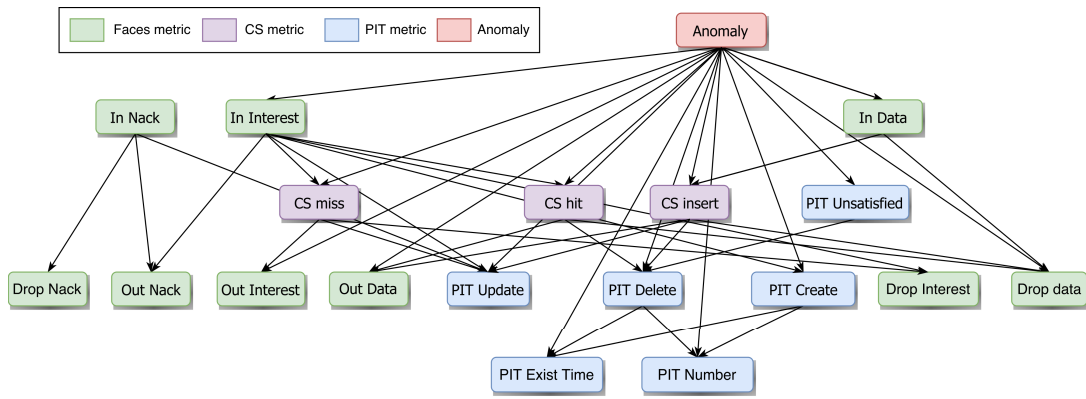 Faces metric CS metric PIT metric Anomaly
Anomaly
In Nack In Interest In Data
CS miss CS hit CS insert PIT Unsatisfied
Drop Nack Out Nack Out Interest Out Data PIT Update PIT Delete PIT Create Drop Interest Drop data
PIT Exist Time PIT Number